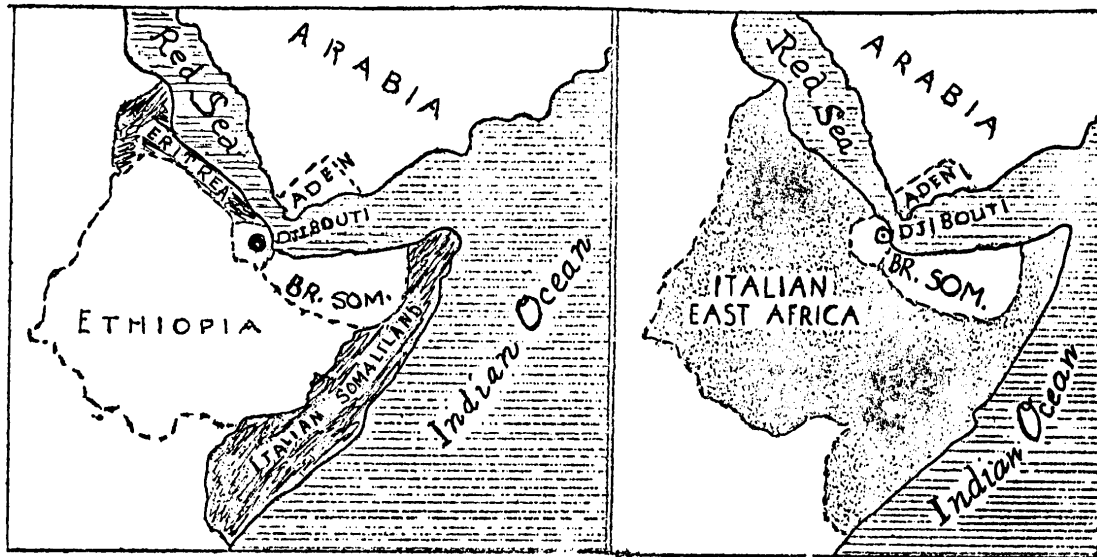 ARABIA
Red Sea
ERITREA
ADEN
DJIBOUTI
BR. SOM.
ETHIOPIA
ITALIAN SOMALILAND
Indian Ocean
ARABIA
Red Sea
ADEN
DJIBOUTI
BR. SOM.
ITALIAN
EAST AFRICA
Indian Ocean